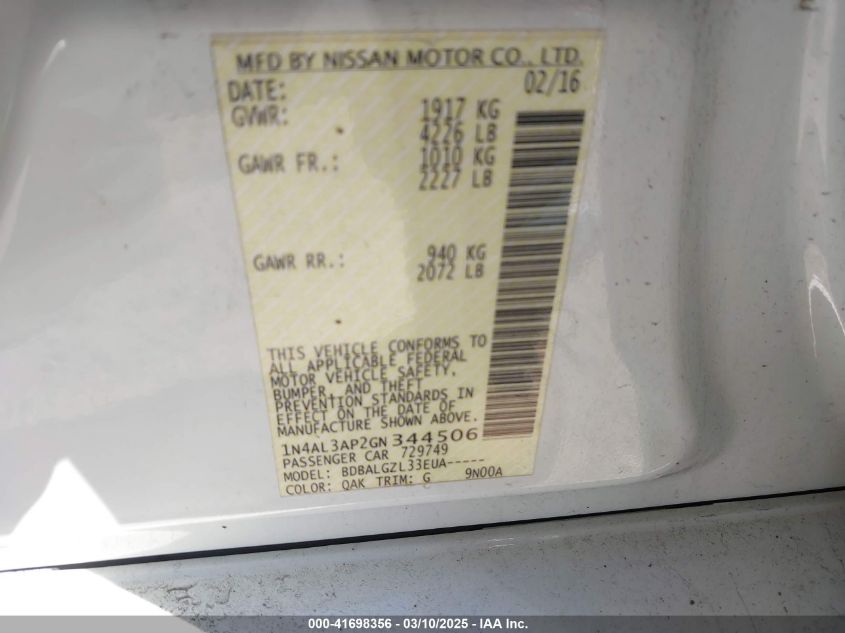 MFD BY NISSAN MOTOR CO., LTD.
DATE: 02/16
GVWR: 1917 KG
4226 LB
GAWR FR.: 1010 KG
2227 LB
GAWR RR.: 940 KG
2072 LB
THIS VEHICLE CONFORMS TO
ALL APPLICABLE FEDERAL
MOTOR VEHICLE SAFETY,
BUMPER, AND THEFT
PREVENTION STANDARDS IN
EFFECT ON THE DATE OF
MANUFACTURE SHOWN ABOVE.
1N4AL3AP2GN344506
PASSENGER CAR 729749
MODEL: BDBALGZL33EUA-----
COLOR: QAK TRIM: G 9N00A
000-41698356 — 03/10/2025 — IAA Inc.